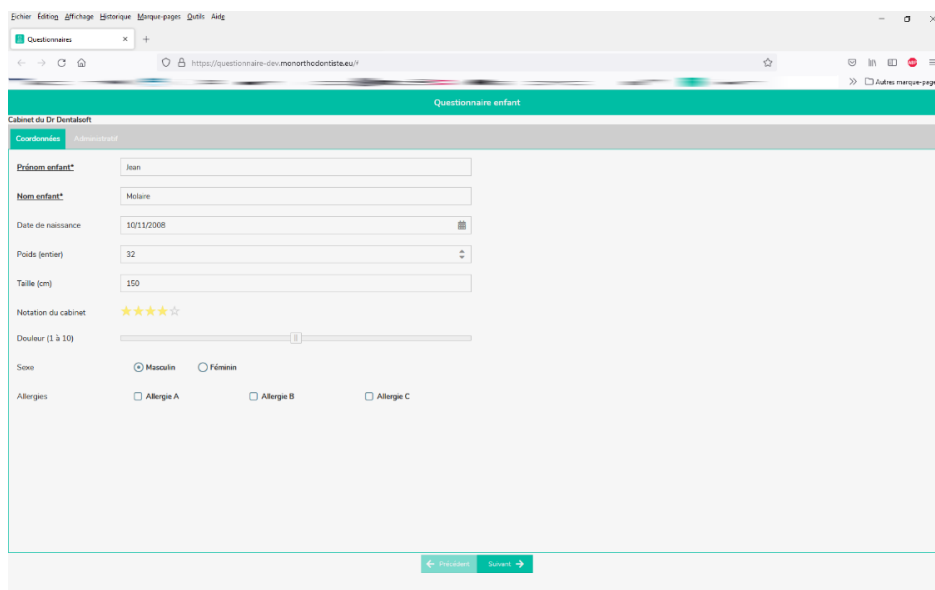 Fichier Édition Affichage Historique Marque-pages Outils Aide
Questionnaires
https://questionnaire-dev.monorthodontiste.eu/#
Autres marque-page
Questionnaire enfant
Cabinet du Dr Dentalsoft
Coordonnées Administratif
Prénom enfant* Jean
Nom enfant* Molaire
Date de naissance 10/11/2008
Poids (entier) 32
Taille (cm) 150
Notation du cabinet
Douleur (1 à 10)
Sexe Masculin Féminin
Allergies Allergie A Allergie B Allergie C
Précédent Suivant